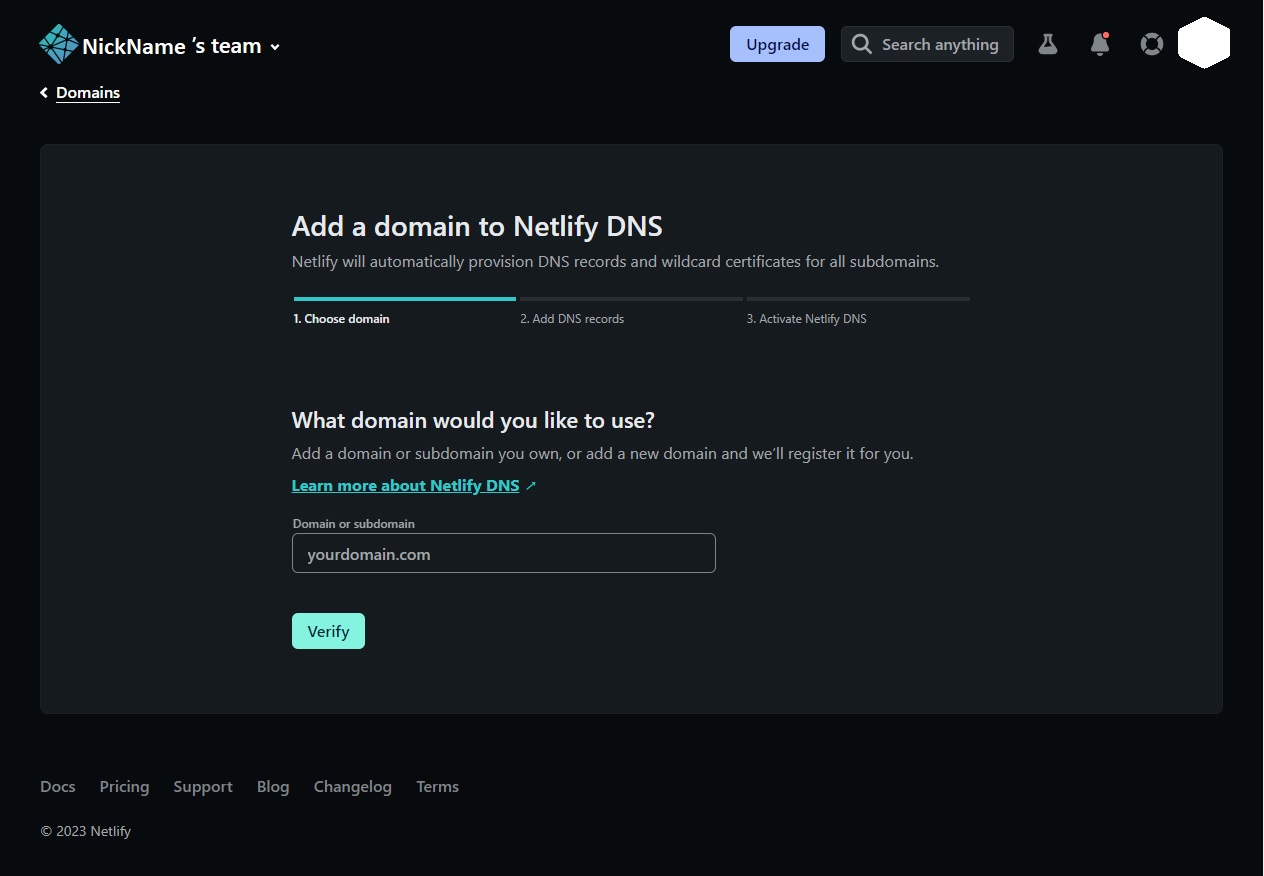 NickName 's team
Upgrade
Search anything
Domains
Add a domain to Netlify DNS
Netlify will automatically provision DNS records and wildcard certificates for all subdomains.
1. Choose domain
2. Add DNS records
3. Activate Netlify DNS
What domain would you like to use?
Add a domain or subdomain you own, or add a new domain and we’ll register it for you.
Learn more about Netlify DNS ↗
Domain or subdomain
yourdomain.com
Verify
Docs Pricing Support Blog Changelog Terms
© 2023 Netlify